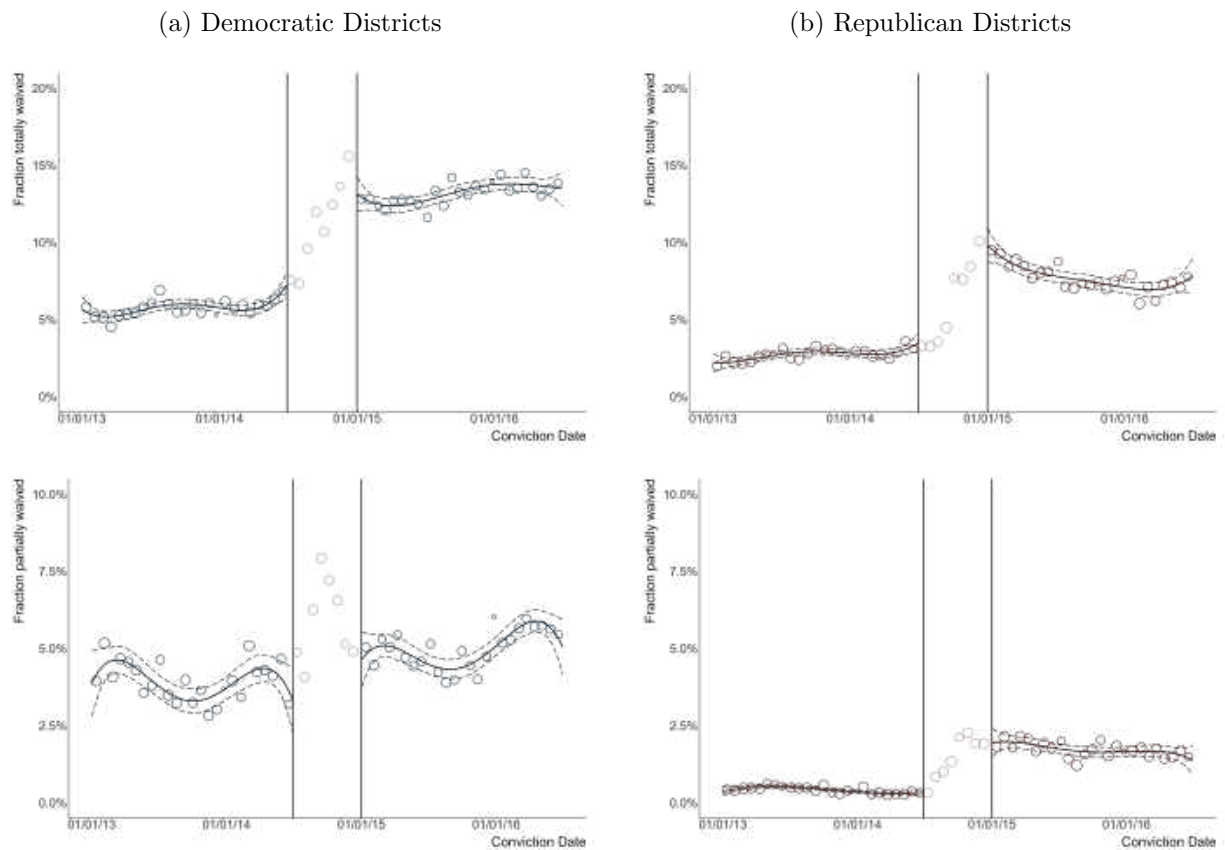 (a) Democratic Districts
(b) Republican Districts
Fraction totally waived
20%
15%
10%
5%
0%
01/01/13 01/01/14 01/01/15 01/01/16
Conviction Date
Fraction totally waived
20%
15%
10%
5%
0%
01/01/13 01/01/14 01/01/15 01/01/16
Conviction Date
Fraction partially waived
10.0%
7.5%
5.0%
2.5%
0.0%
01/01/13 01/01/14 01/01/15 01/01/16
Conviction Date
Fraction partially waived
10.0%
7.5%
5.0%
2.5%
0.0%
01/01/13 01/01/14 01/01/15 01/01/16
Conviction Date